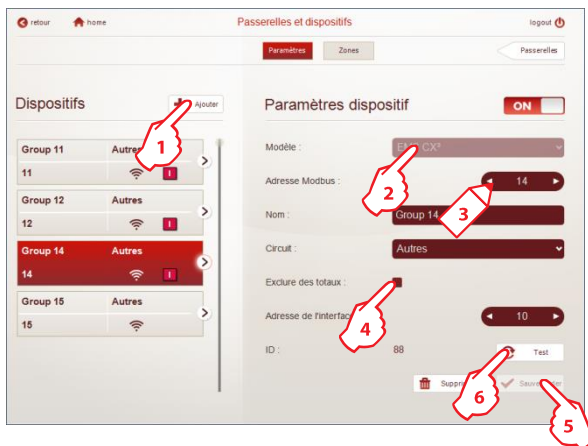 retour home Passerelles et dispositifs logout
Paramètres Zones Passerelles
Dispositifs Ajouter
Paramètres dispositif ON
Group 11 Autres
11
Group 12 Autres
12
Group 14 Autres
14
Group 15 Autres
15
Modèle :
Adresse Modbus : 14
Nom : Group 14
Circuit : Autres
Exclure des totaux :
Adresse de l'interface 10
ID : 88 Test
1
2
3
4
5
6